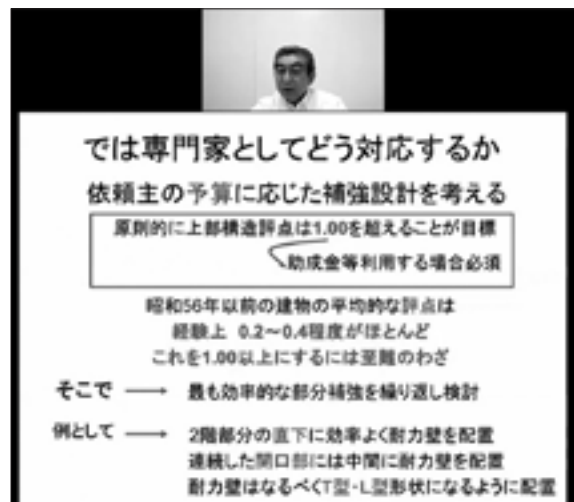 では専門家としてどう対応するか
依頼主の予算に応じた補強設計を考える
原則的に上部構造評点は1.00を超えることが目標
助成金等利用する場合必須
昭和56年以前の建物の平均的な評点は
経験上 0.2〜0.4程度がほとんど
これを1.00以上にするには至難のわざ
そこで → 最も効率的な部分補強を繰り返し検討
例として → 2階部分の直下に効率よく耐力壁を配置
連続した開口部には中間に耐力壁を配置
耐力壁はなるべくT型・L型形状になるように配置